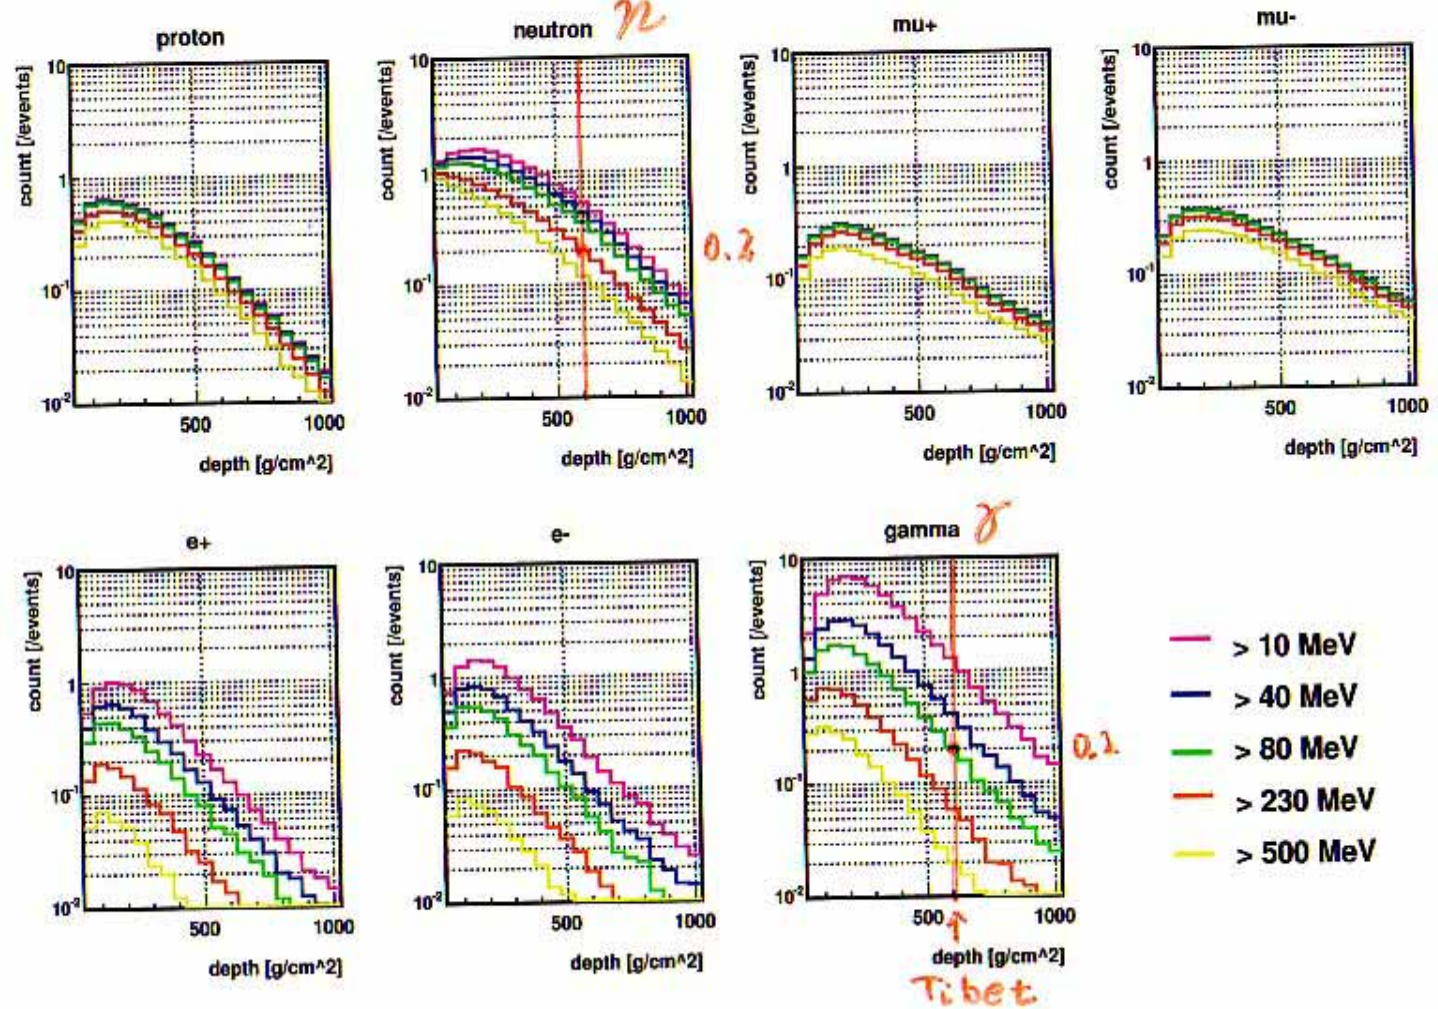 proton
count [/events]
10
1
10-1
10-2
500 1000
depth [g/cm^2]
neutron n
count [/events]
10
1
10-1
10-2
500 1000
depth [g/cm^2]
0.2
mu+
count [/events]
10
1
10-1
10-2
500 1000
depth [g/cm^2]
mu-
count [/events]
10
1
10-1
10-2
500 1000
depth [g/cm^2]
e+
count [/events]
10
1
10-1
10-2
500 1000
depth [g/cm^2]
e-
count [/events]
10
1
10-1
10-2
500 1000
depth [g/cm^2]
gamma γ
count [/events]
10
1
10-1
10-2
500 1000
↑
depth [g/cm^2]
Tibet
0.2
> 10 MeV
> 40 MeV
> 80 MeV
> 230 MeV
> 500 MeV